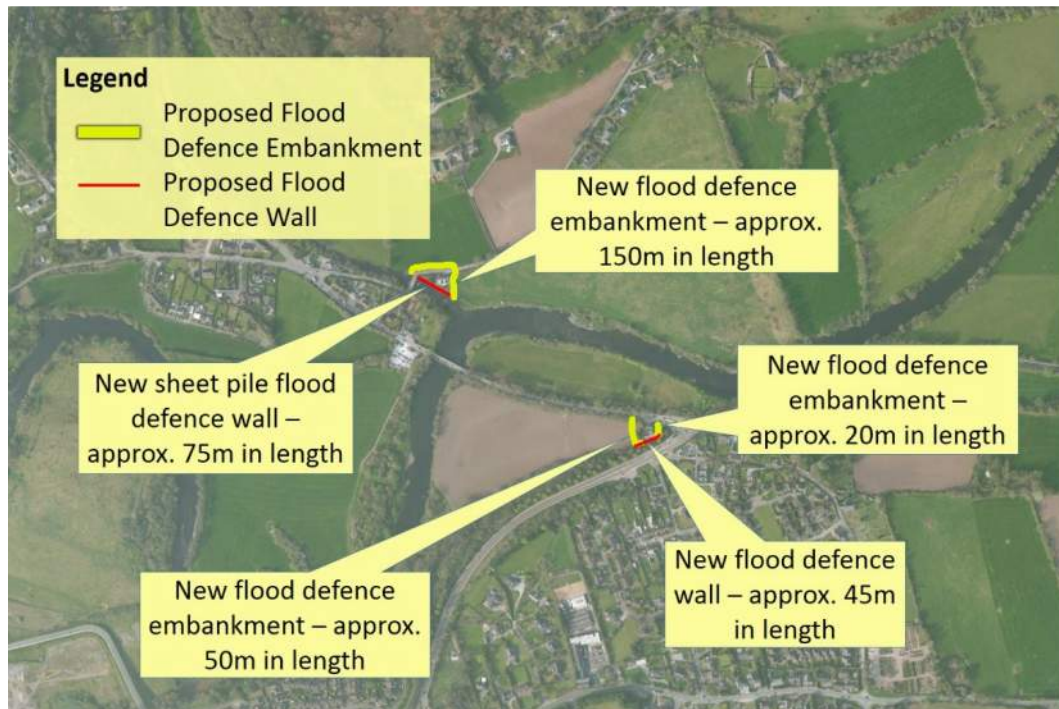 Legend
Proposed Flood
Defence Embankment
Proposed Flood
Defence Wall
New flood defence
embankment – approx.
150m in length
New sheet pile flood
defence wall –
approx. 75m in length
New flood defence
embankment –
approx. 20m in length
New flood defence
embankment – approx.
50m in length
New flood defence
wall – approx. 45m
in length